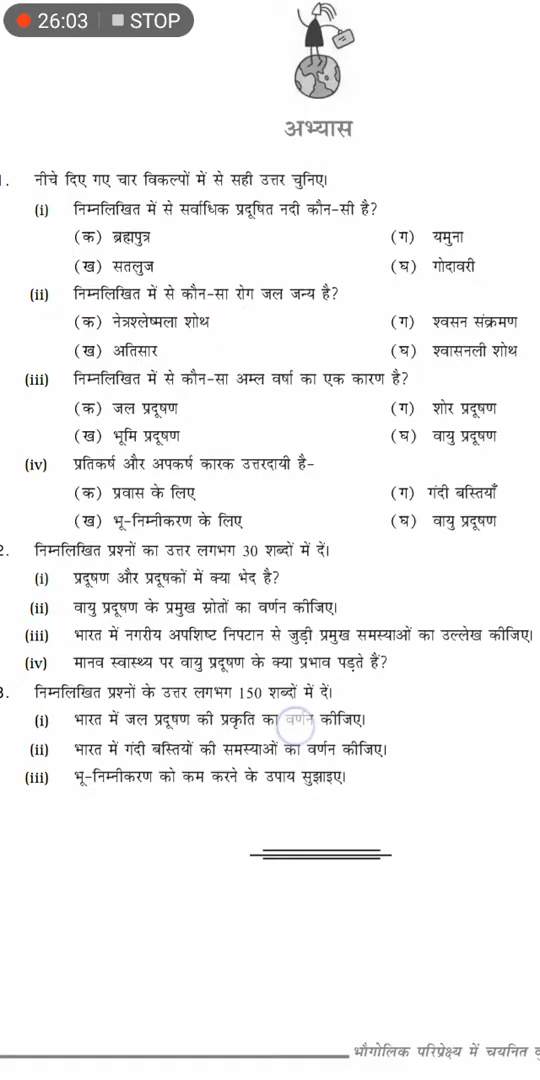 26:03 STOP
अभ्यास
1. नीचे दिए गए चार विकल्पों में से सही उत्तर चुनिए।
(i) निम्नलिखित में से सर्वाधिक प्रदूषित नदी कौन-सी है?
(क) ब्रह्मपुत्र (ग) यमुना
(ख) सतलुज (घ) गोदावरी
(ii) निम्नलिखित में से कौन-सा रोग जल जन्य है?
(क) नेत्रश्लेष्मला शोथ (ग) श्वसन संक्रमण
(ख) अतिसार (घ) श्वासनली शोथ
(iii) निम्नलिखित में से कौन-सा अम्ल वर्षा का एक कारण है?
(क) जल प्रदूषण (ग) शोर प्रदूषण
(ख) भूमि प्रदूषण (घ) वायु प्रदूषण
(iv) प्रतिकर्ष और अपकर्ष कारक उत्तरदायी है-
(क) प्रवास के लिए (ग) गंदी बस्तियाँ
(ख) भू-निम्नीकरण के लिए (घ) वायु प्रदूषण
2. निम्नलिखित प्रश्नों का उत्तर लगभग 30 शब्दों में दें।
(i) प्रदूषण और प्रदूषकों में क्या भेद है?
(ii) वायु प्रदूषण के प्रमुख स्रोतों का वर्णन कीजिए।
(iii) भारत में नगरीय अपशिष्ट निपटान से जुड़ी प्रमुख समस्याओं का उल्लेख कीजिए।
(iv) मानव स्वास्थ्य पर वायु प्रदूषण के क्या प्रभाव पड़ते हैं?
3. निम्नलिखित प्रश्नों के उत्तर लगभग 150 शब्दों में दें।
(i) भारत में जल प्रदूषण की प्रकृति का वर्णन कीजिए।
(ii) भारत में गंदी बस्तियों की समस्याओं का वर्णन कीजिए।
(iii) भू-निम्नीकरण को कम करने के उपाय सुझाइए।
भौगोलिक परिप्रेक्ष्य में चयनित